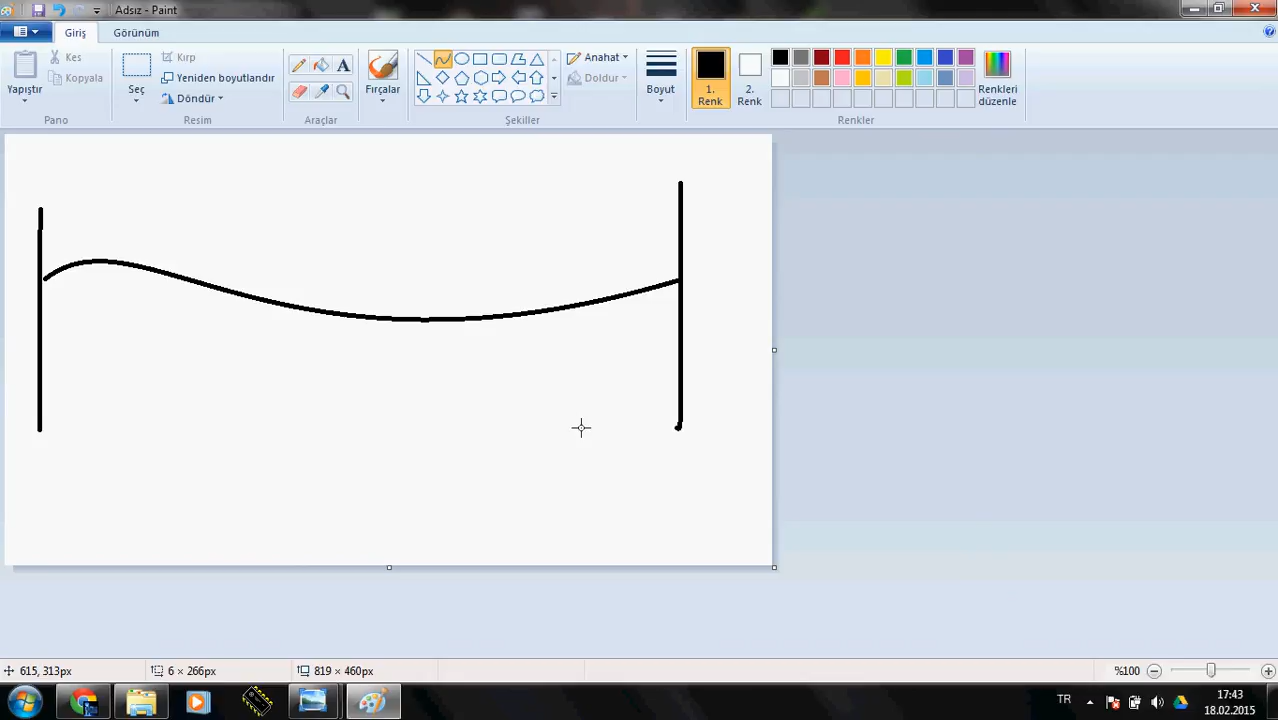 Adsız - Paint
Giriş
Görünüm
Yapıştır
Kes
Kopyala
Pano
Seç
Kırp
Yeniden boyutlandır
Döndür
Resim
Araçlar
Fırçalar
Anahat
Doldur
Şekiller
Boyut
1.
Renk
2.
Renk
Renkleri
düzenle
Renkler
615, 313px
6 × 266px
819 × 460px
%100
TR
17:43
18.02.2015